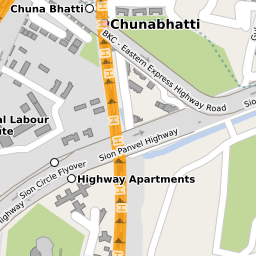 Chuna Bhatti
Chunabhatti
BKC - Eastern Express Highway Road
al Labour
te
Sion
Sion Panvel Highway
Sion Circle Flyover
Highway Apartments
Highway